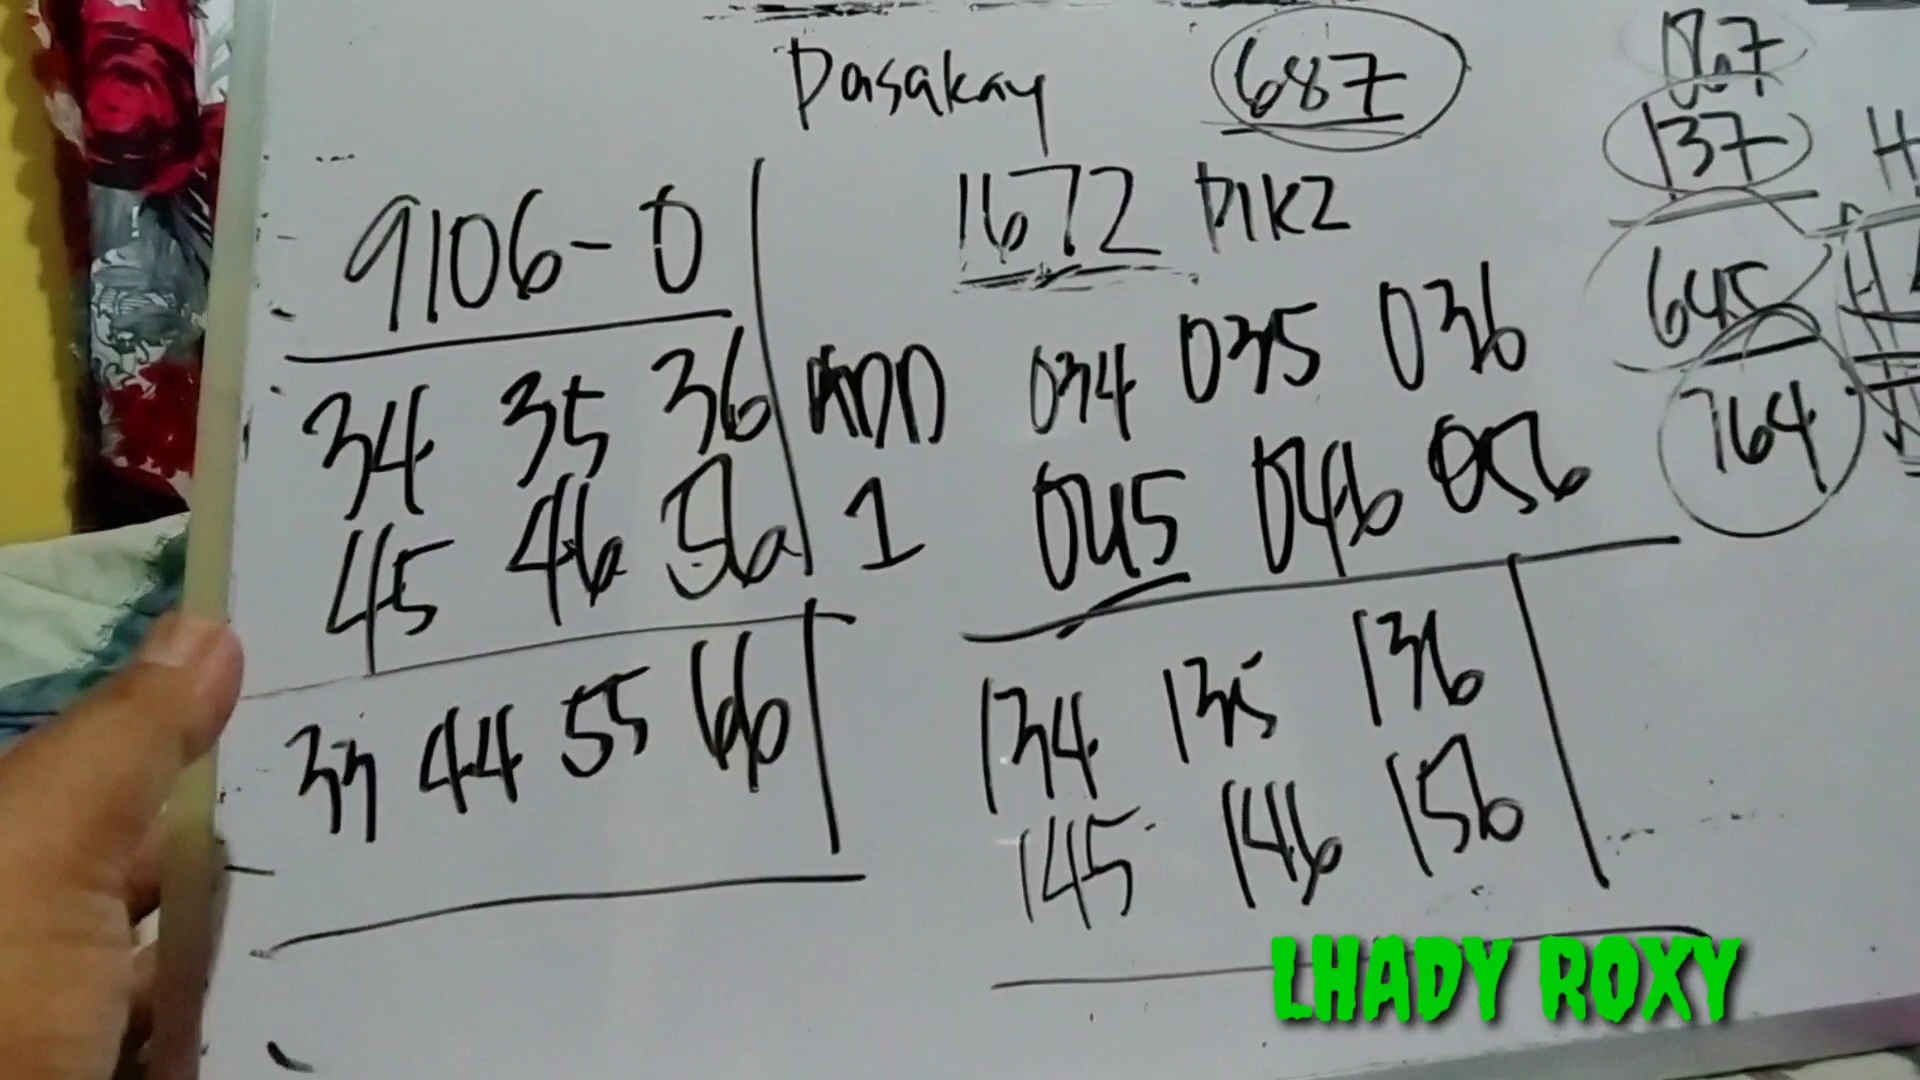 Pasakay 687
1672 PIK2
9106-0
34 35 36
45 46 56
33 44 55 66
ADD 034 035 036
1 045 046 056
134 135 136
145 146 156
137
645
764
LHADY ROXY